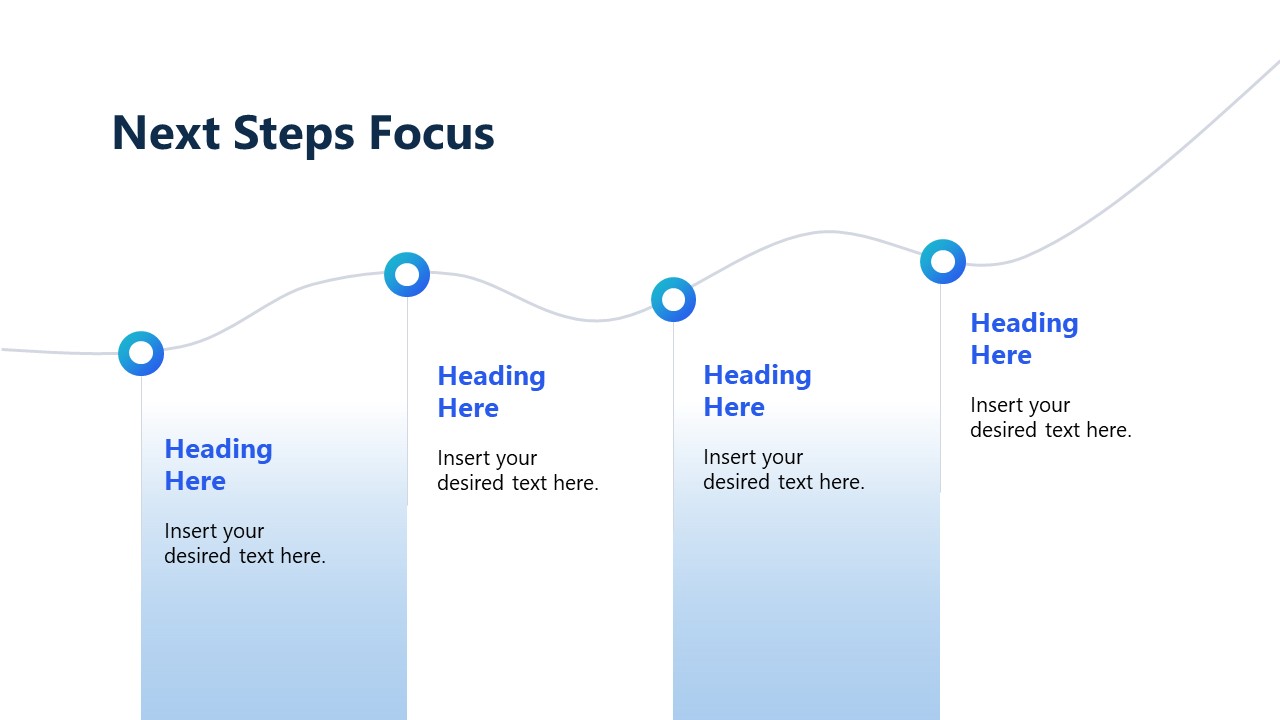 Next Steps Focus
Heading
Here
Insert your
desired text here.
Heading
Here
Insert your
desired text here.
Heading
Here
Insert your
desired text here.
Heading
Here
Insert your
desired text here.